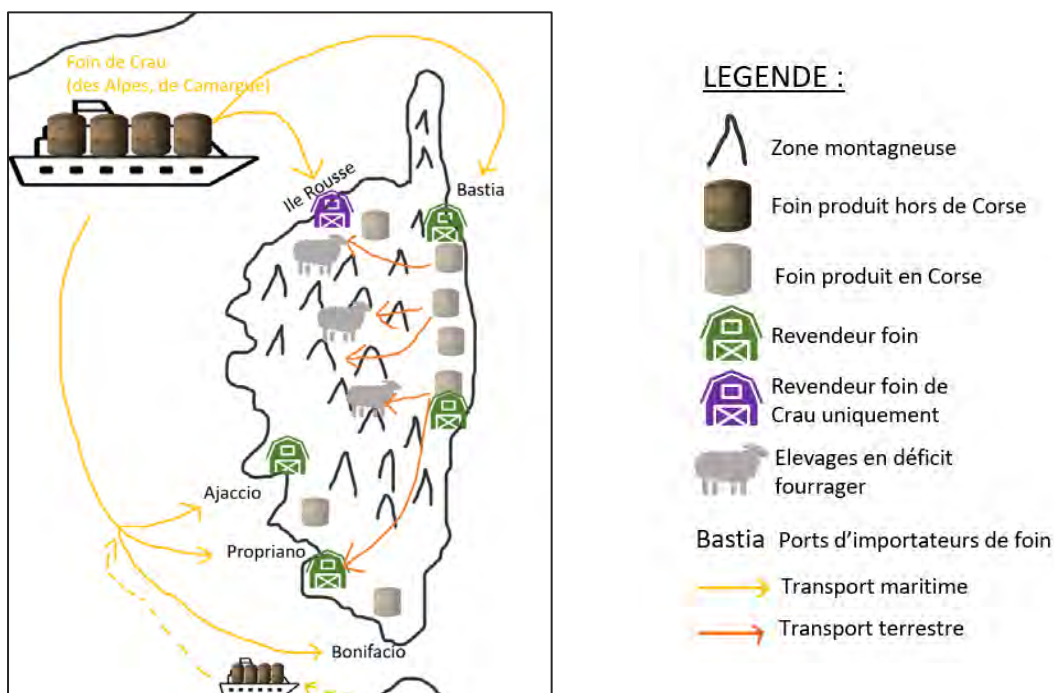 Foin de Crau
(des Alpes, de Camargue)
Ile Rousse
Bastia
Ajaccio
Propriano
Bonifacio
LEGENDE :
Zone montagneuse
Foin produit hors de Corse
Foin produit en Corse
Revendeur foin
Revendeur foin de
Crau uniquement
Elevages en déficit
fourrager
Bastia Ports d'importateurs de foin
Transport maritime
Transport terrestre